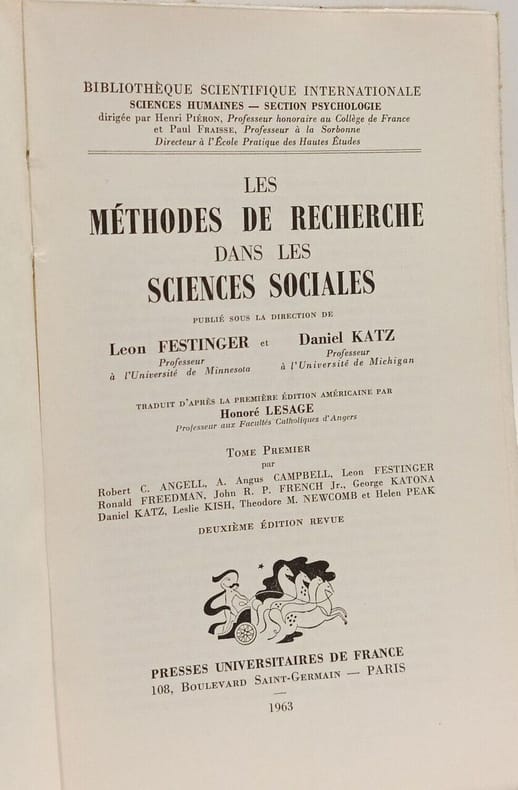 BIBLIOTHÈQUE SCIENTIFIQUE INTERNATIONALE
SCIENCES HUMAINES — SECTION PSYCHOLOGIE
dirigée par Henri PIÉRON, Professeur honoraire au Collège de France
et Paul FRAISSE, Professeur à la Sorbonne
Directeur à l'École Pratique des Hautes Études
LES
MÉTHODES DE RECHERCHE
DANS LES
SCIENCES SOCIALES
PUBLIÉ SOUS LA DIRECTION DE
Leon FESTINGER et Daniel KATZ
Professeur Professeur
à l'Université de Minnesota à l'Université de Michigan
TRADUIT D'APRÈS LA PREMIÈRE ÉDITION AMÉRICAINE PAR
Honoré LESAGE
Professeur aux Facultés Catholiques d'Angers
TOME PREMIER
par
Robert C. ANGELL, A. Angus CAMPBELL, Leon FESTINGER
Ronald FREEDMAN, John R. P. FRENCH Jr., George KATONA
Daniel KATZ, Leslie KISH, Theodore M. NEWCOMB et Helen PEAK
DEUXIÈME ÉDITION REVUE
PRESSES UNIVERSITAIRES DE FRANCE
108, BOULEVARD SAINT-GERMAIN — PARIS
1963